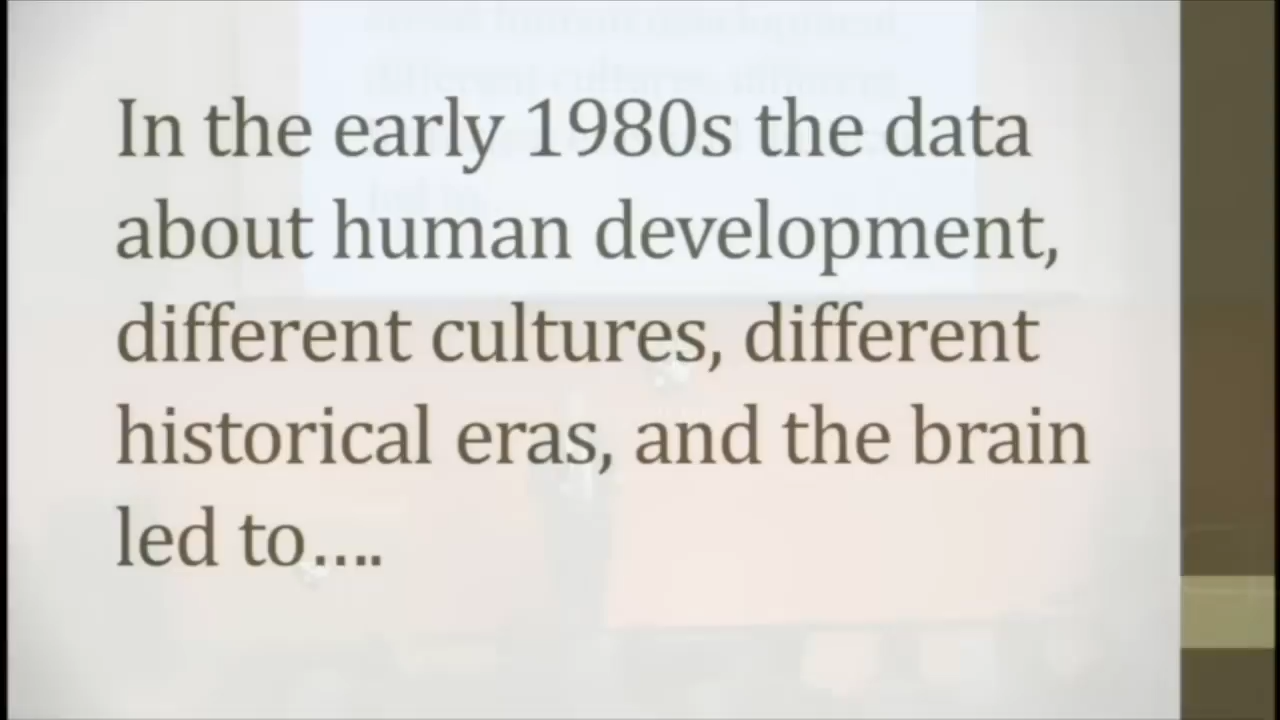 In the early 1980s the data
about human development,
different cultures, different
historical eras, and the brain
led to….